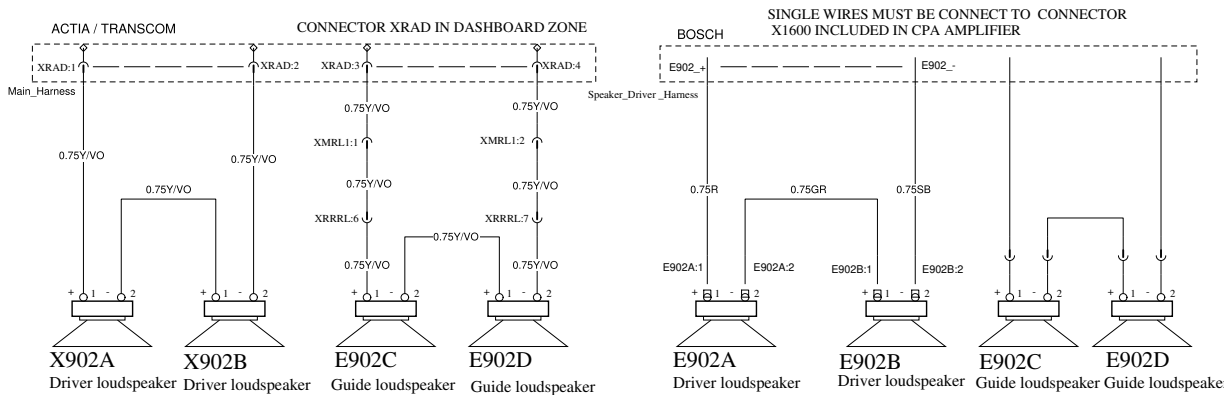 ACTIA / TRANSCOM
CONNECTOR XRAD IN DASHBOARD ZONE
XRAD:1
XRAD:2
XRAD:3
XRAD:4
Main_Harness
0.75Y/VO
0.75Y/VO
XMRL1:1
XMRL1:2
0.75Y/VO
0.75Y/VO
0.75Y/VO
0.75Y/VO
0.75Y/VO
XRRRL:6
XRRRL:7
0.75Y/VO
0.75Y/VO
0.75Y/VO
+ 1 - 2
+ 1 - 2
+ 1 - 2
+ 1 - 2
X902A
Driver loudspeaker
X902B
Driver loudspeaker
E902C
Guide loudspeaker
E902D
Guide loudspeaker
SINGLE WIRES MUST BE CONNECT TO CONNECTOR
X1600 INCLUDED IN CPA AMPLIFIER
BOSCH
E902_+
E902_-
Speaker_Driver _Harness
0.75R
0.75GR
0.75SB
E902A:1
E902A:2
E902B:1
E902B:2
+ 1 - 2
+ 1 - 2
+ 1 - 2
+ 1 - 2
E902A
Driver loudspeaker
E902B
Driver loudspeaker
E902C
Guide loudspeaker
E902D
Guide loudspeake